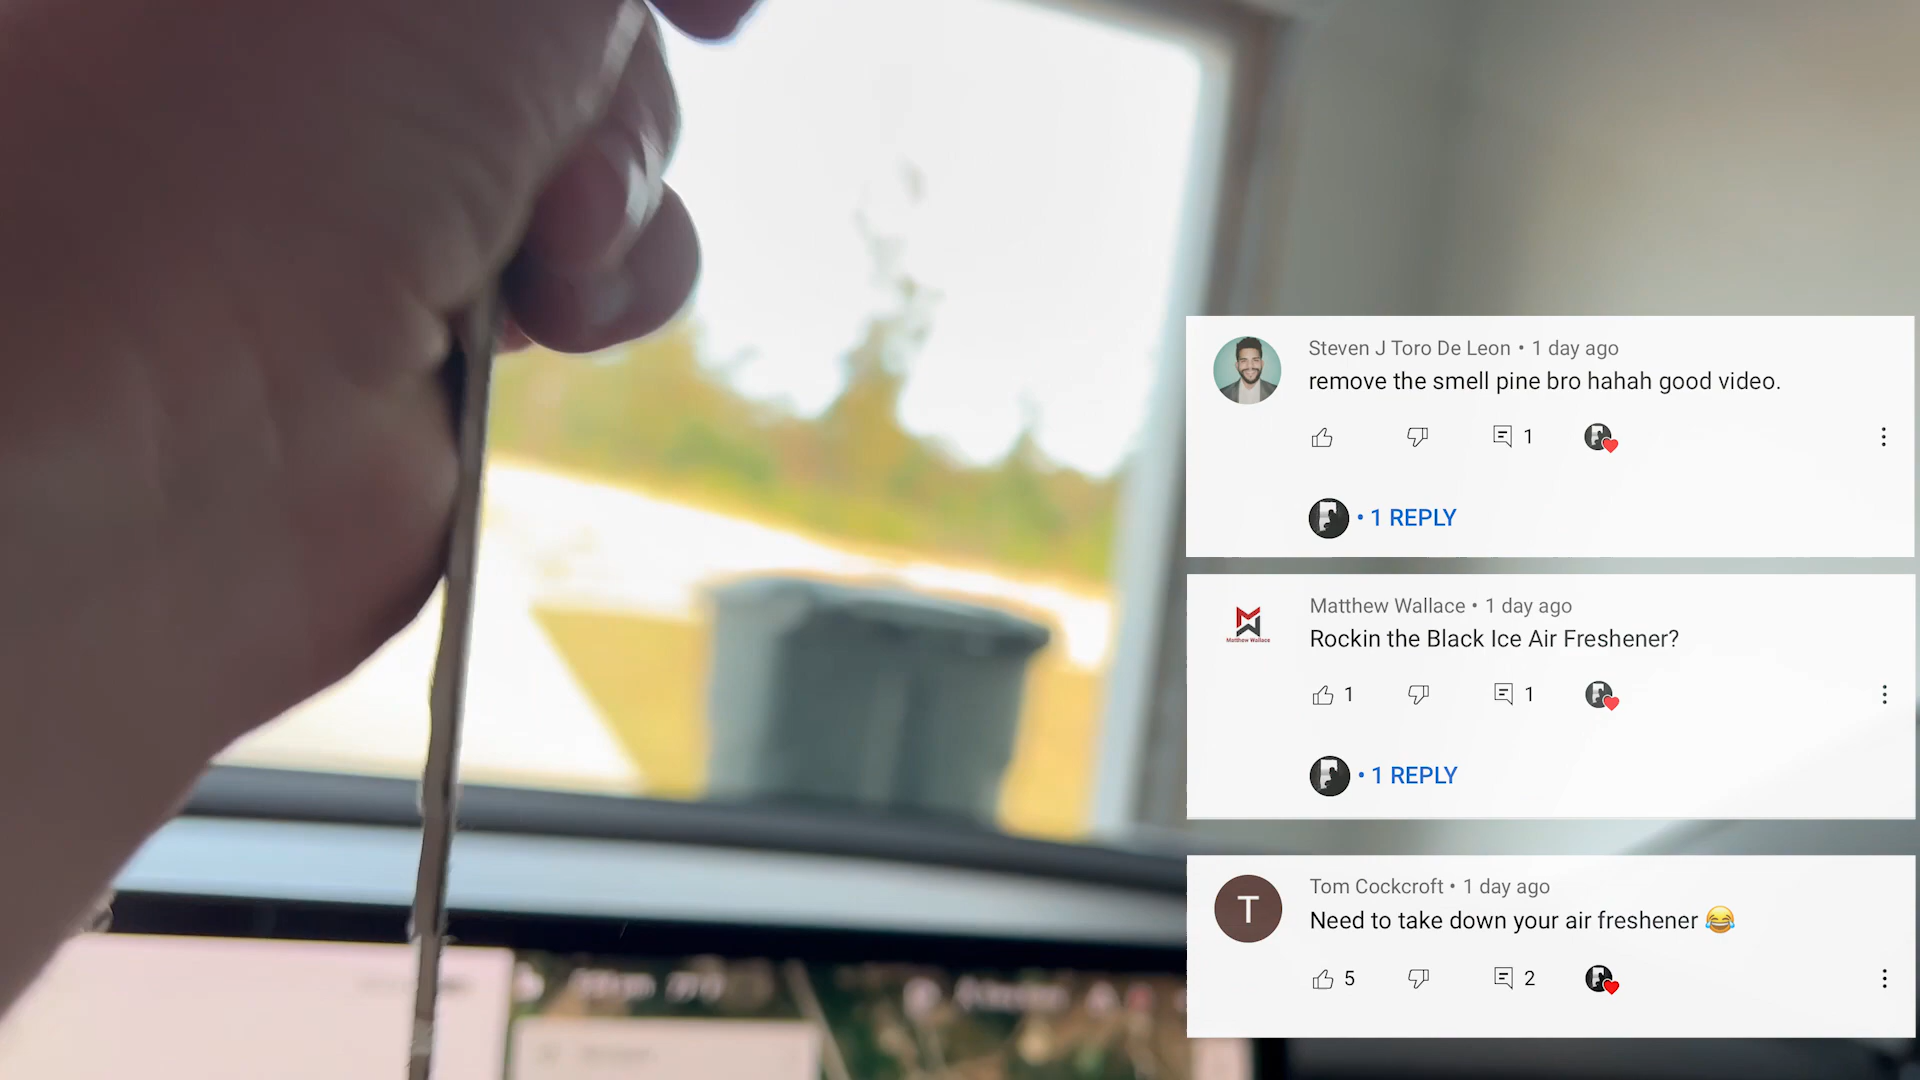 Steven J Toro De Leon • 1 day ago
remove the smell pine bro hahah good video.
1
• 1 REPLY
Matthew Wallace
Matthew Wallace • 1 day ago
Rockin the Black Ice Air Freshener?
1 1
• 1 REPLY
T
Tom Cockcroft • 1 day ago
Need to take down your air freshener 😂
5 2